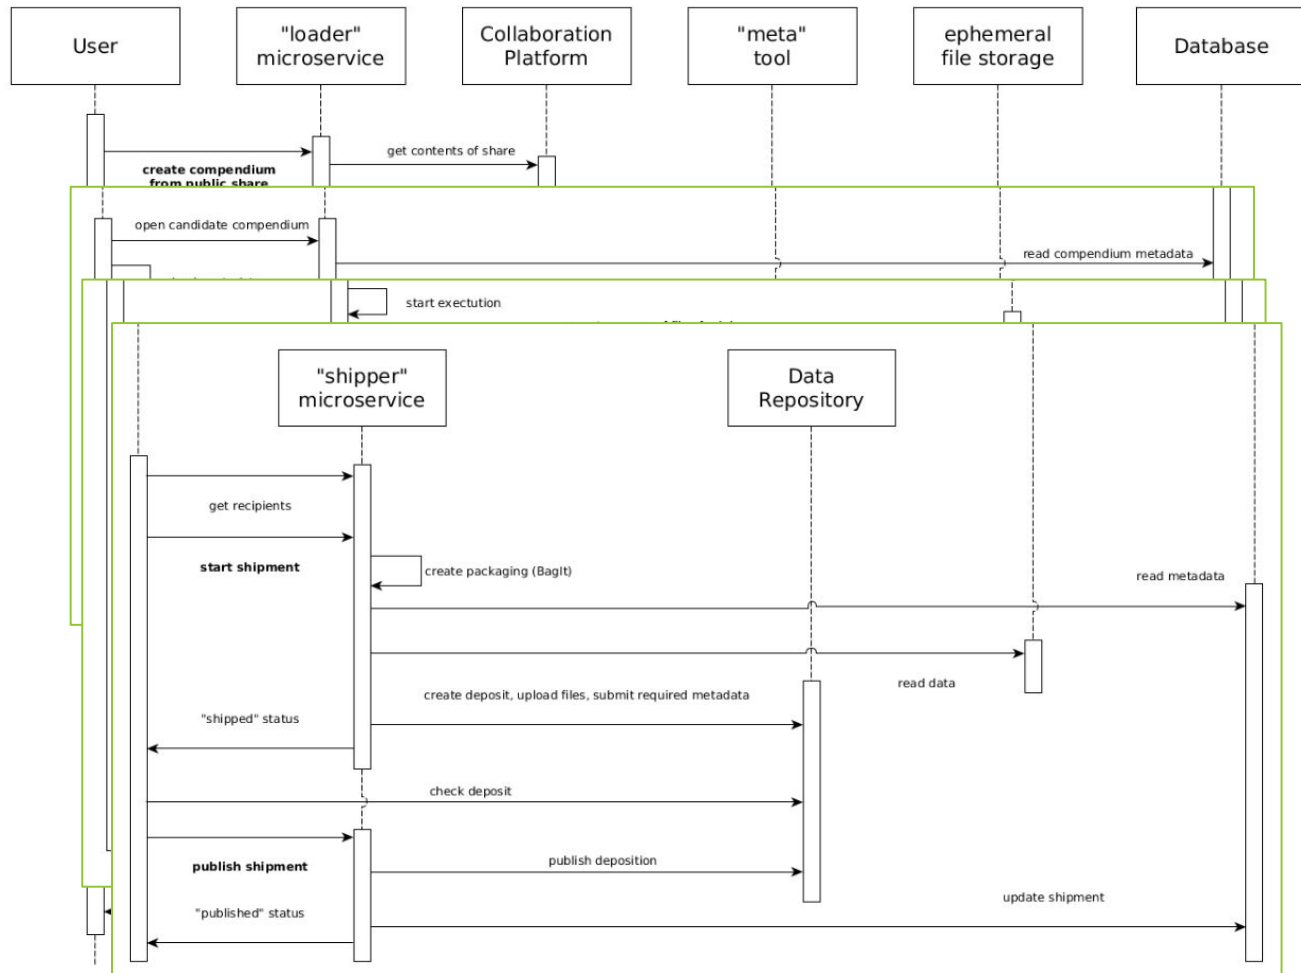 User
"loader"
microservice
Collaboration
Platform
"meta"
tool
ephemeral
file storage
Database
get contents of share
create compendium
from public share
open candidate compendium
read compendium metadata
start exectution
"shipper"
microservice
Data
Repository
get recipients
start shipment
create packaging (BagIt)
read metadata
read data
create deposit, upload files, submit required metadata
"shipped" status
check deposit
publish shipment
publish deposition
update shipment
"published" status